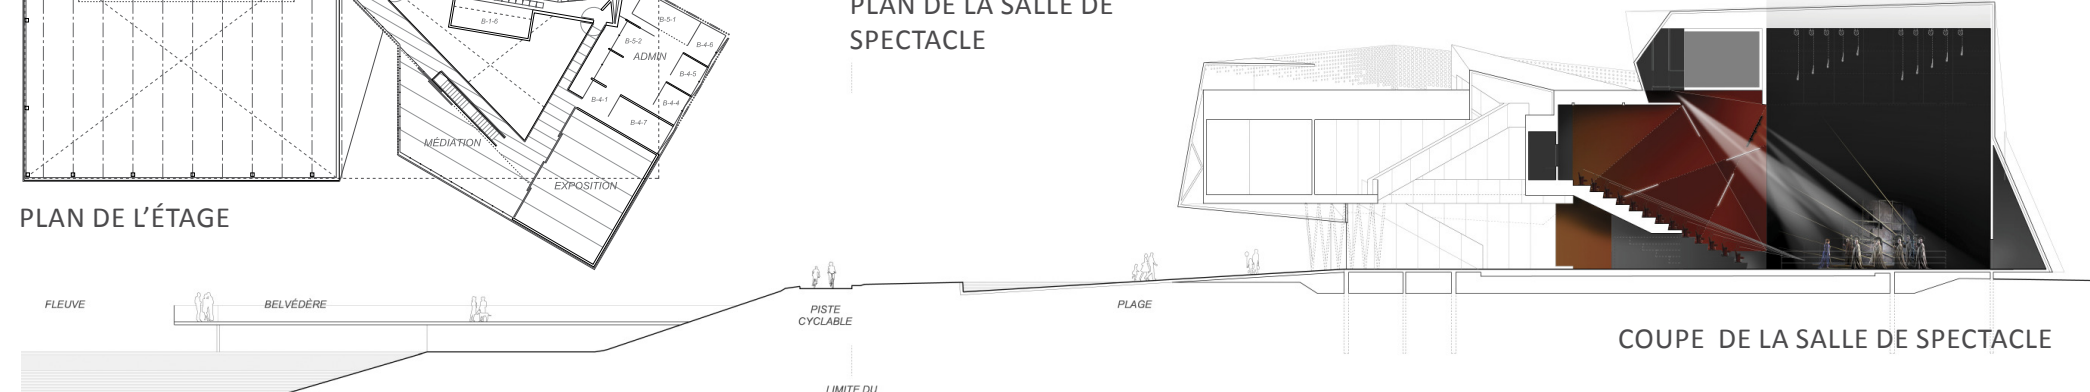 PLAN DE LA SALLE DE
SPECTACLE
B-1-6
B-5-1
B-5-2
B-4-6
ADMIN
B-4-5
B-4-1
B-4-4
B-4-7
MÉDIATION
EXPOSITION
PLAN DE L’ÉTAGE
FLEUVE
BELVÉDÈRE
PISTE
CYCLABLE
PLAGE
COUPE DE LA SALLE DE SPECTACLE
LIMITE DU